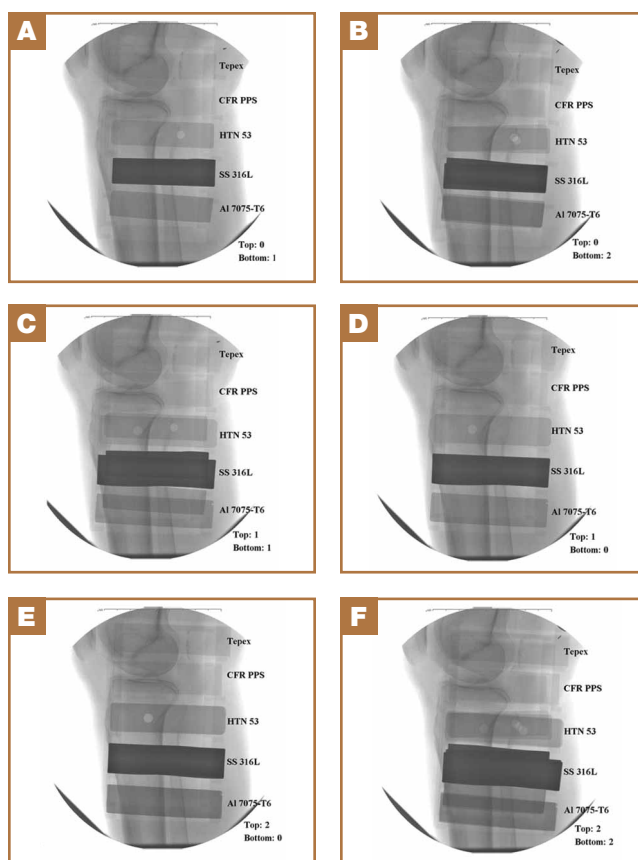 A
Tepex
CFR PPS
HTN 53
SS 316L
Al 7075-T6
Top: 0
Bottom: 1
B
Tepex
CFR PPS
HTN 53
SS 316L
Al 7075-T6
Top: 0
Bottom: 2
C
Tepex
CFR PPS
HTN 53
SS 316L
Al 7075-T6
Top: 1
Bottom: 1
D
Tepex
CFR PPS
HTN 53
SS 316L
Al 7075-T6
Top: 1
Bottom: 0
E
Tepex
CFR PPS
HTN 53
SS 316L
Al 7075-T6
Top: 2
Bottom: 0
F
Tepex
CFR PPS
HTN 53
SS 316L
Al 7075-T6
Top: 2
Bottom: 2